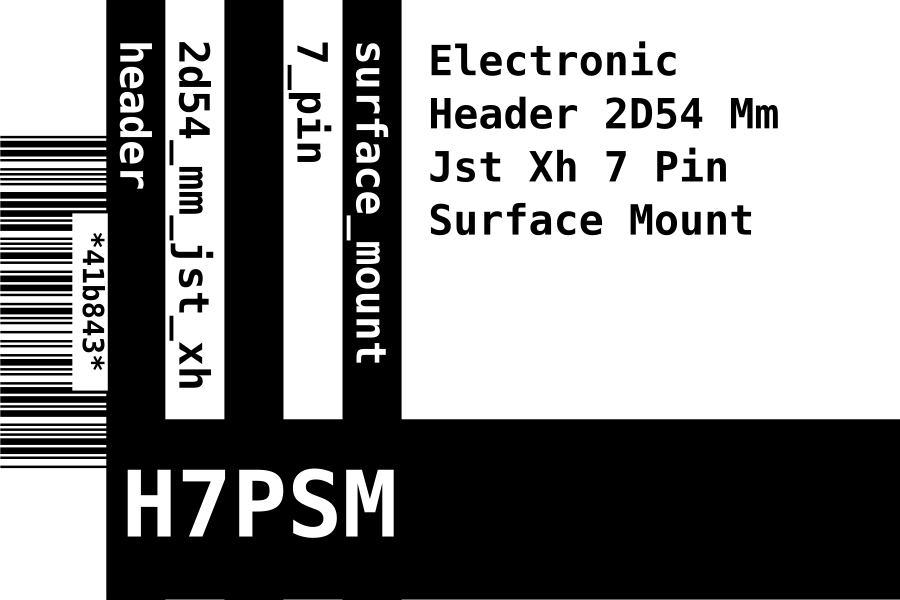 *41b843*
header
2d54_mm_jst_xh
7_pin
surface_mount
Electronic
Header 2D54 Mm
Jst Xh 7 Pin
Surface Mount
H7PSM